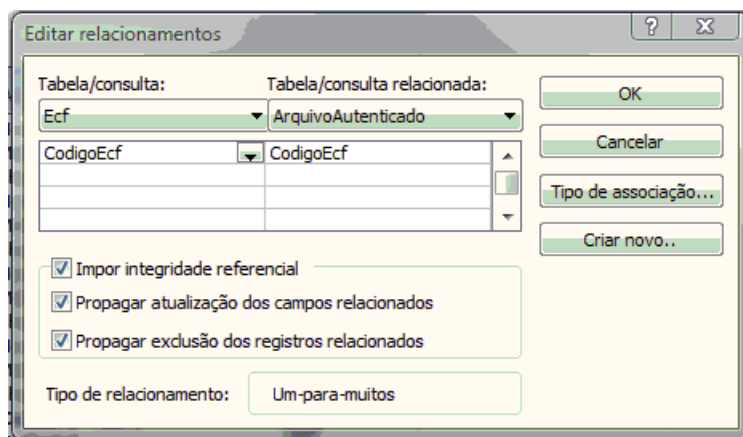 Editar relacionamentos
Tabela/consulta: Tabela/consulta relacionada:
Ecf ArquivoAutenticado
CodigoEcf CodigoEcf
OK
Cancelar
Tipo de associação...
Criar novo..
Impor integridade referencial
Propagar atualização dos campos relacionados
Propagar exclusão dos registros relacionados
Tipo de relacionamento: Um-para-muitos